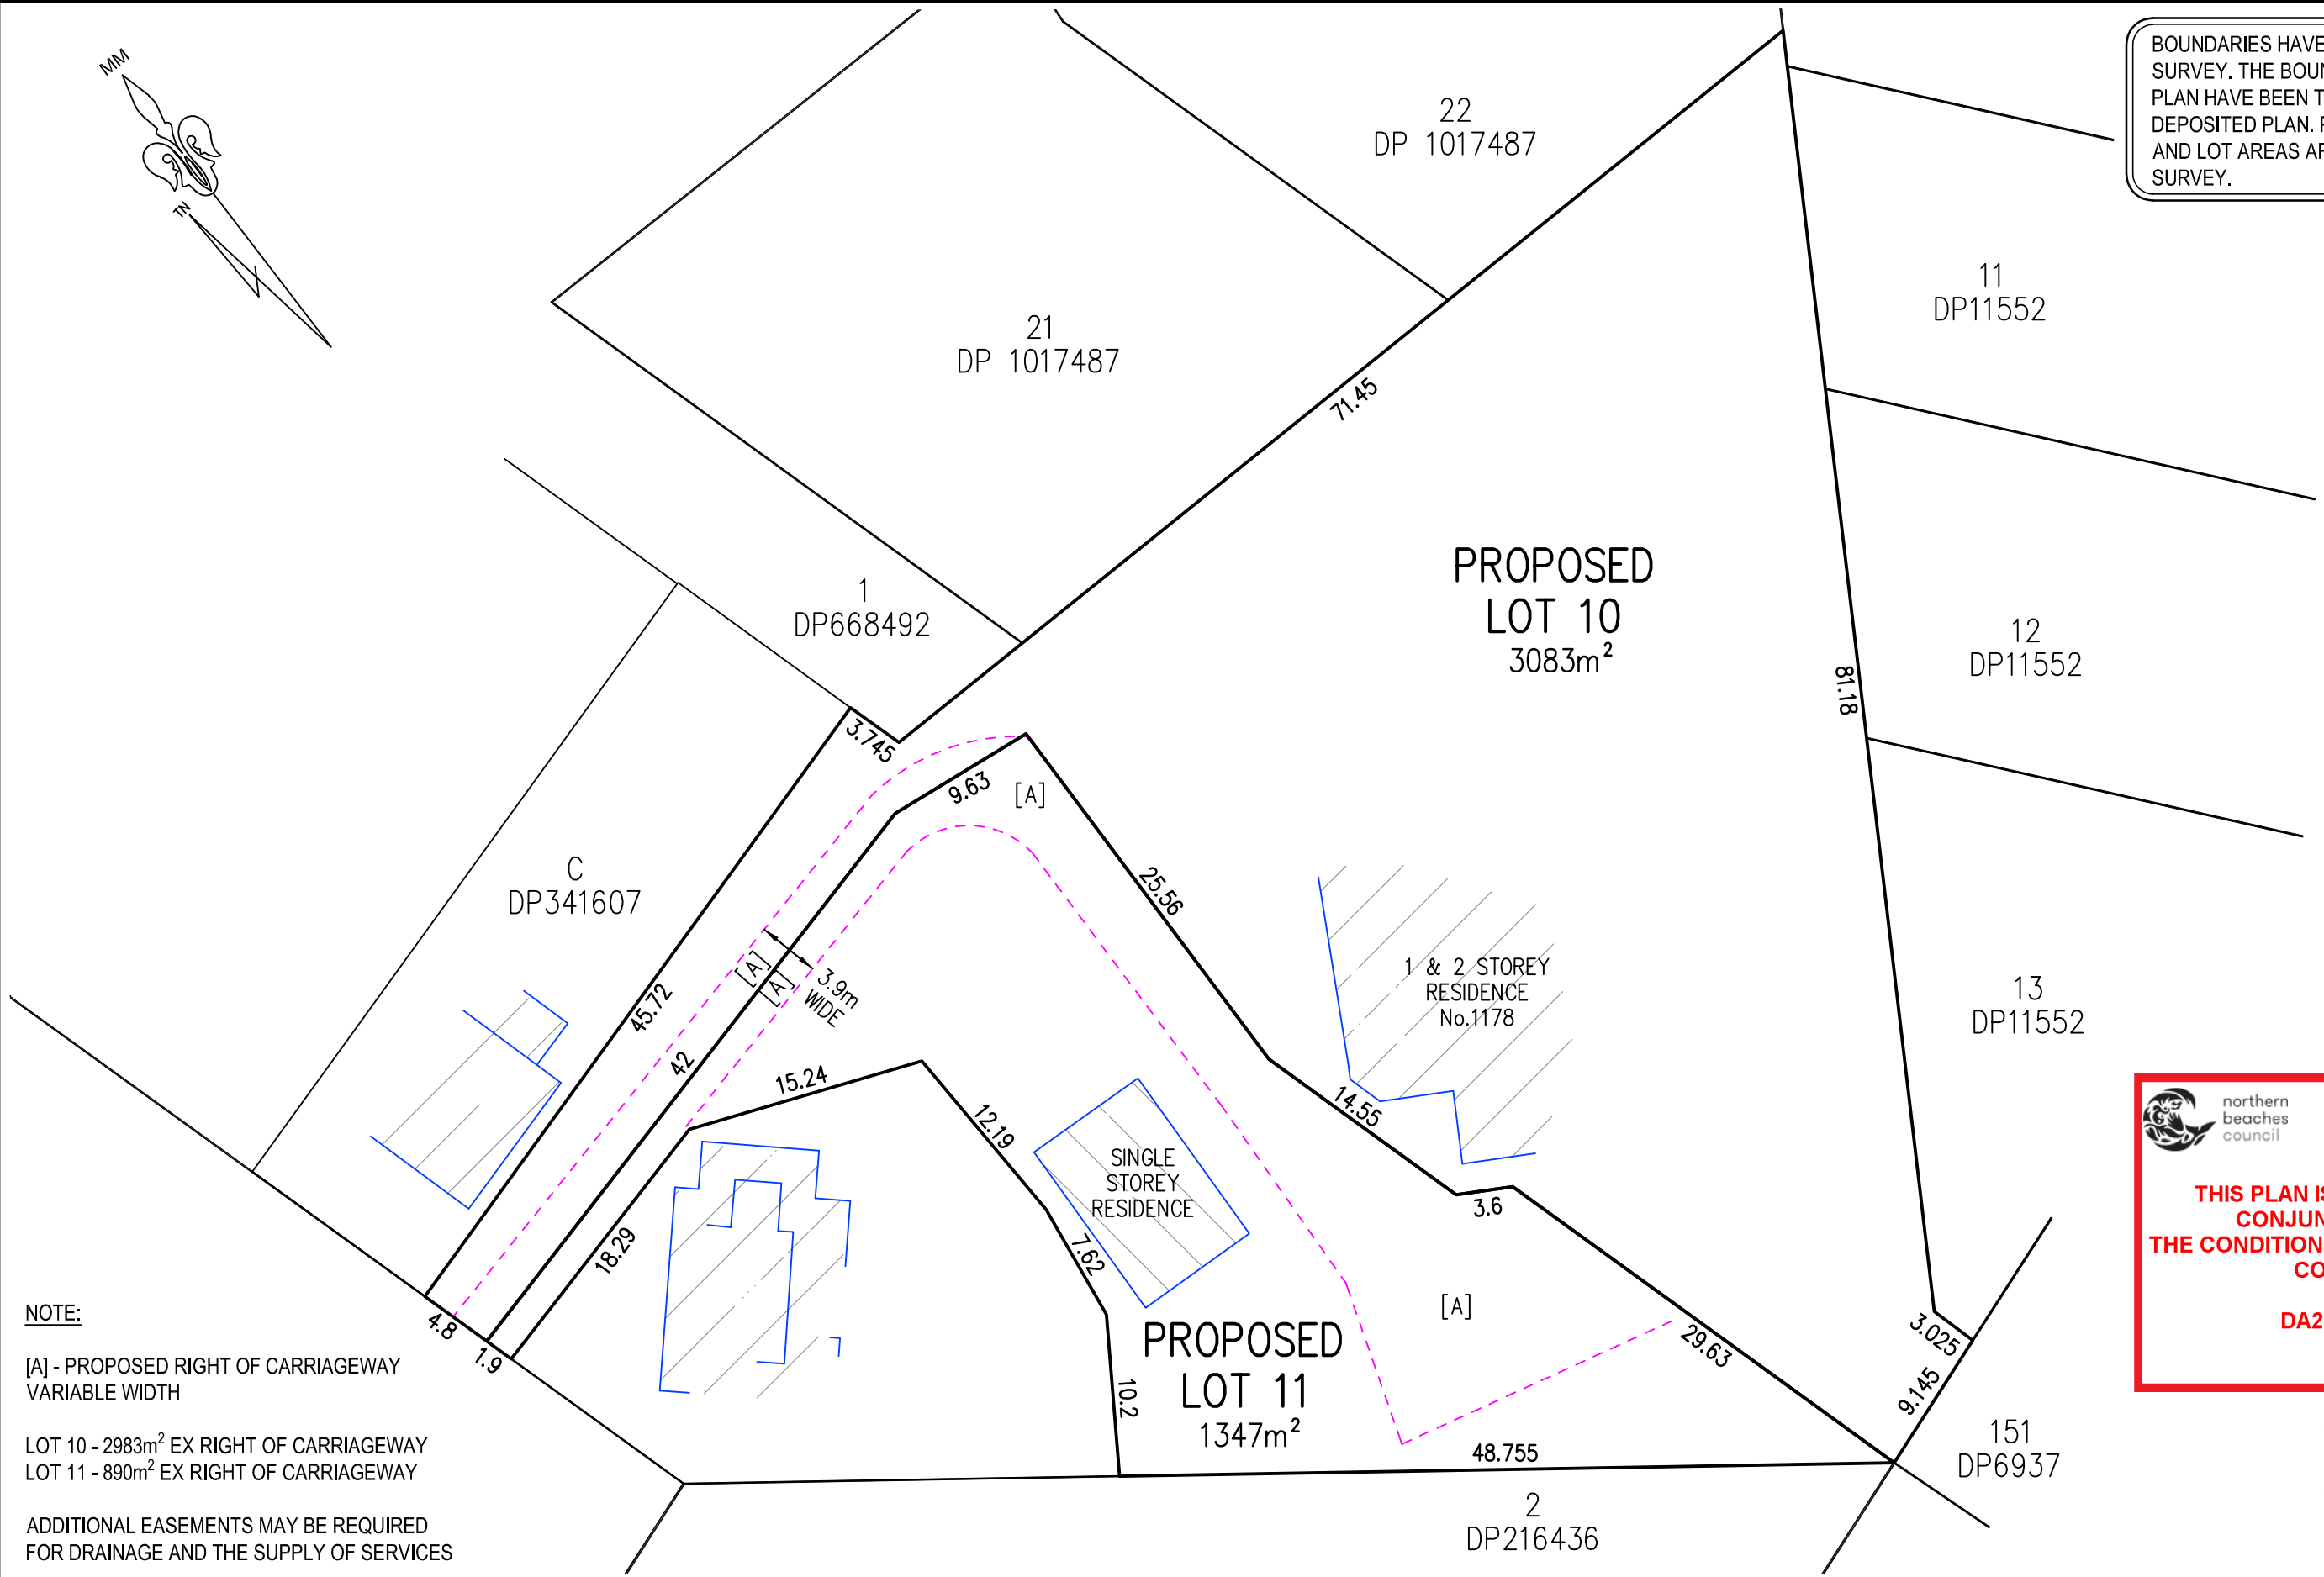 MM
TN
BOUNDARIES HAVE
SURVEY. THE
PLAN HAVE BEEN
DEPOSITED PLAN.
AND LOT AREAS
SURVEY.
22
DP 1017487
21
DP 1017487
11
DP11552
71.45
1
DP668492
PROPOSED
LOT 10
3083m²
12
DP11552
81.18
3.745
9.63
[A]
C
DP341607
25.56
[A]
[A]
3.9m
WIDE
1 & 2 STOREY
RESIDENCE
No.1178
13
DP11552
45.72
42
15.24
12.19
14.55
SINGLE
STOREY
RESIDENCE
3.6
18.29
7.62
northern
beaches
council
THIS PLAN
THE
DA2
4.8
1.9
[A]
PROPOSED
LOT 11
1347m²
10.2
29.63
3.025
9.145
48.755
151
DP6937
2
DP216436
NOTE:
[A] - PROPOSED RIGHT OF CARRIAGEWAY
VARIABLE WIDTH
LOT 10 - 2983m² EX RIGHT OF CARRIAGEWAY
LOT 11 - 890m² EX RIGHT OF CARRIAGEWAY
ADDITIONAL EASEMENTS MAY BE REQUIRED
FOR DRAINAGE AND THE SUPPLY OF SERVICES